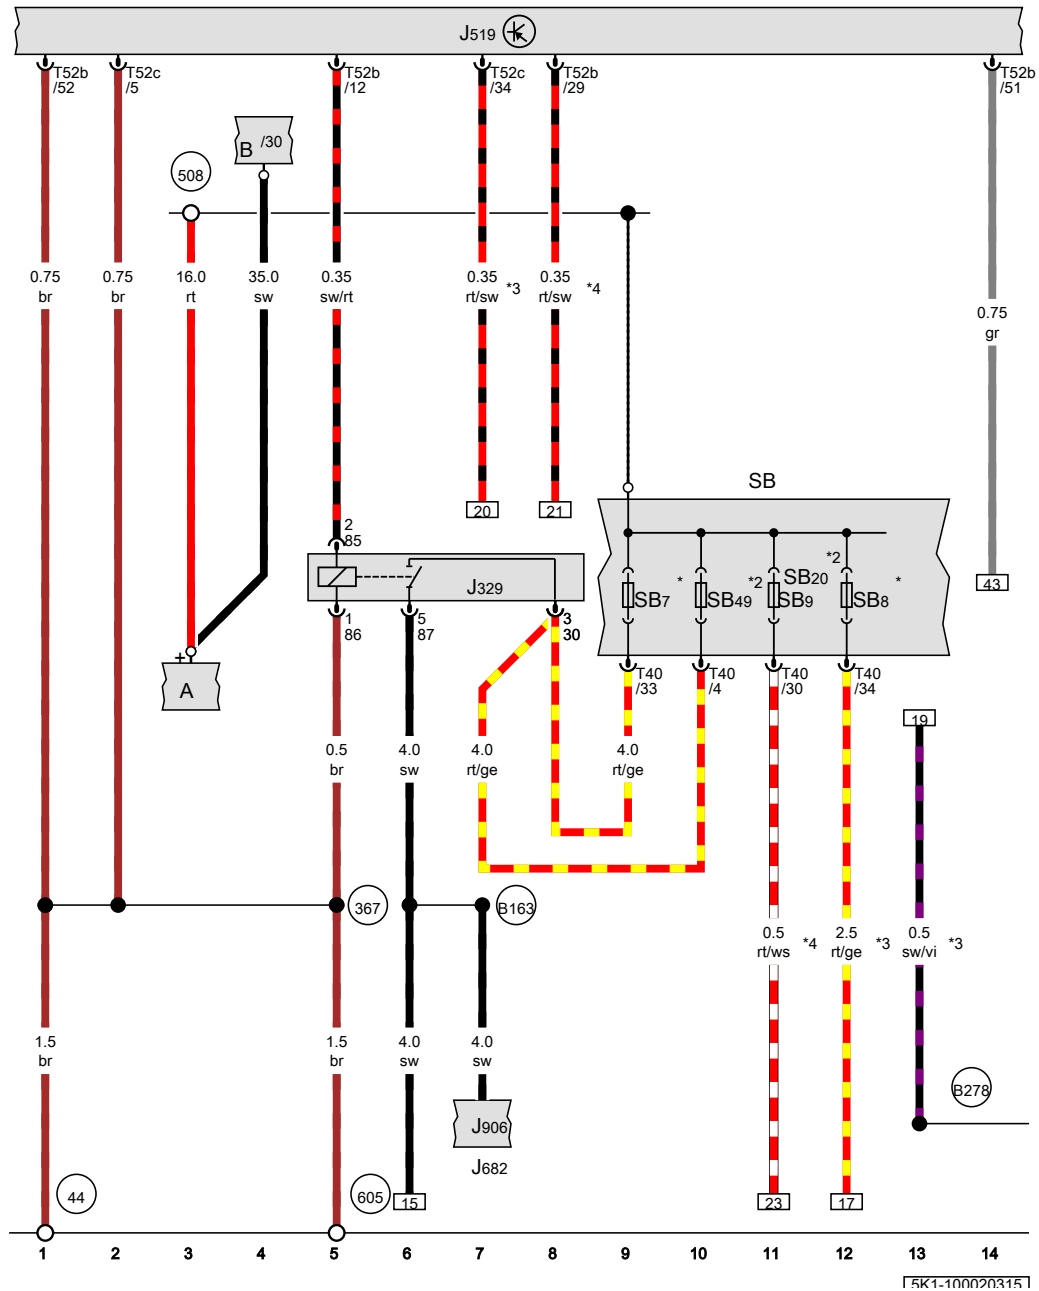 J519
T52b
/52
T52c
/5
T52b
/12
T52c
/34
T52b
/29
T52b
/51
B /30
508
0.75
br
0.75
br
16.0
rt
35.0
sw
0.35
sw/rt
0.35
rt/sw *3
0.35
rt/sw *4
0.75
gr
SB
20
21
2
85
J329
1
86
5
87
3
30
*2
SB20
SB7 *
SB49 *2
SB9
SB8 *
43
+
A
T40
/33
T40
/4
T40
/30
T40
/34
19
0.5
br
4.0
sw
4.0
rt/ge
4.0
rt/ge
367
B163
0.5
rt/ws *4
2.5
rt/ge *3
0.5
sw/vi *3
1.5
br
1.5
br
4.0
sw
4.0
sw
B278
J906
J682
44
605
15
23
17
1 2 3 4 5 6 7 8 9 10 11 12 13 14
5K1-100020315